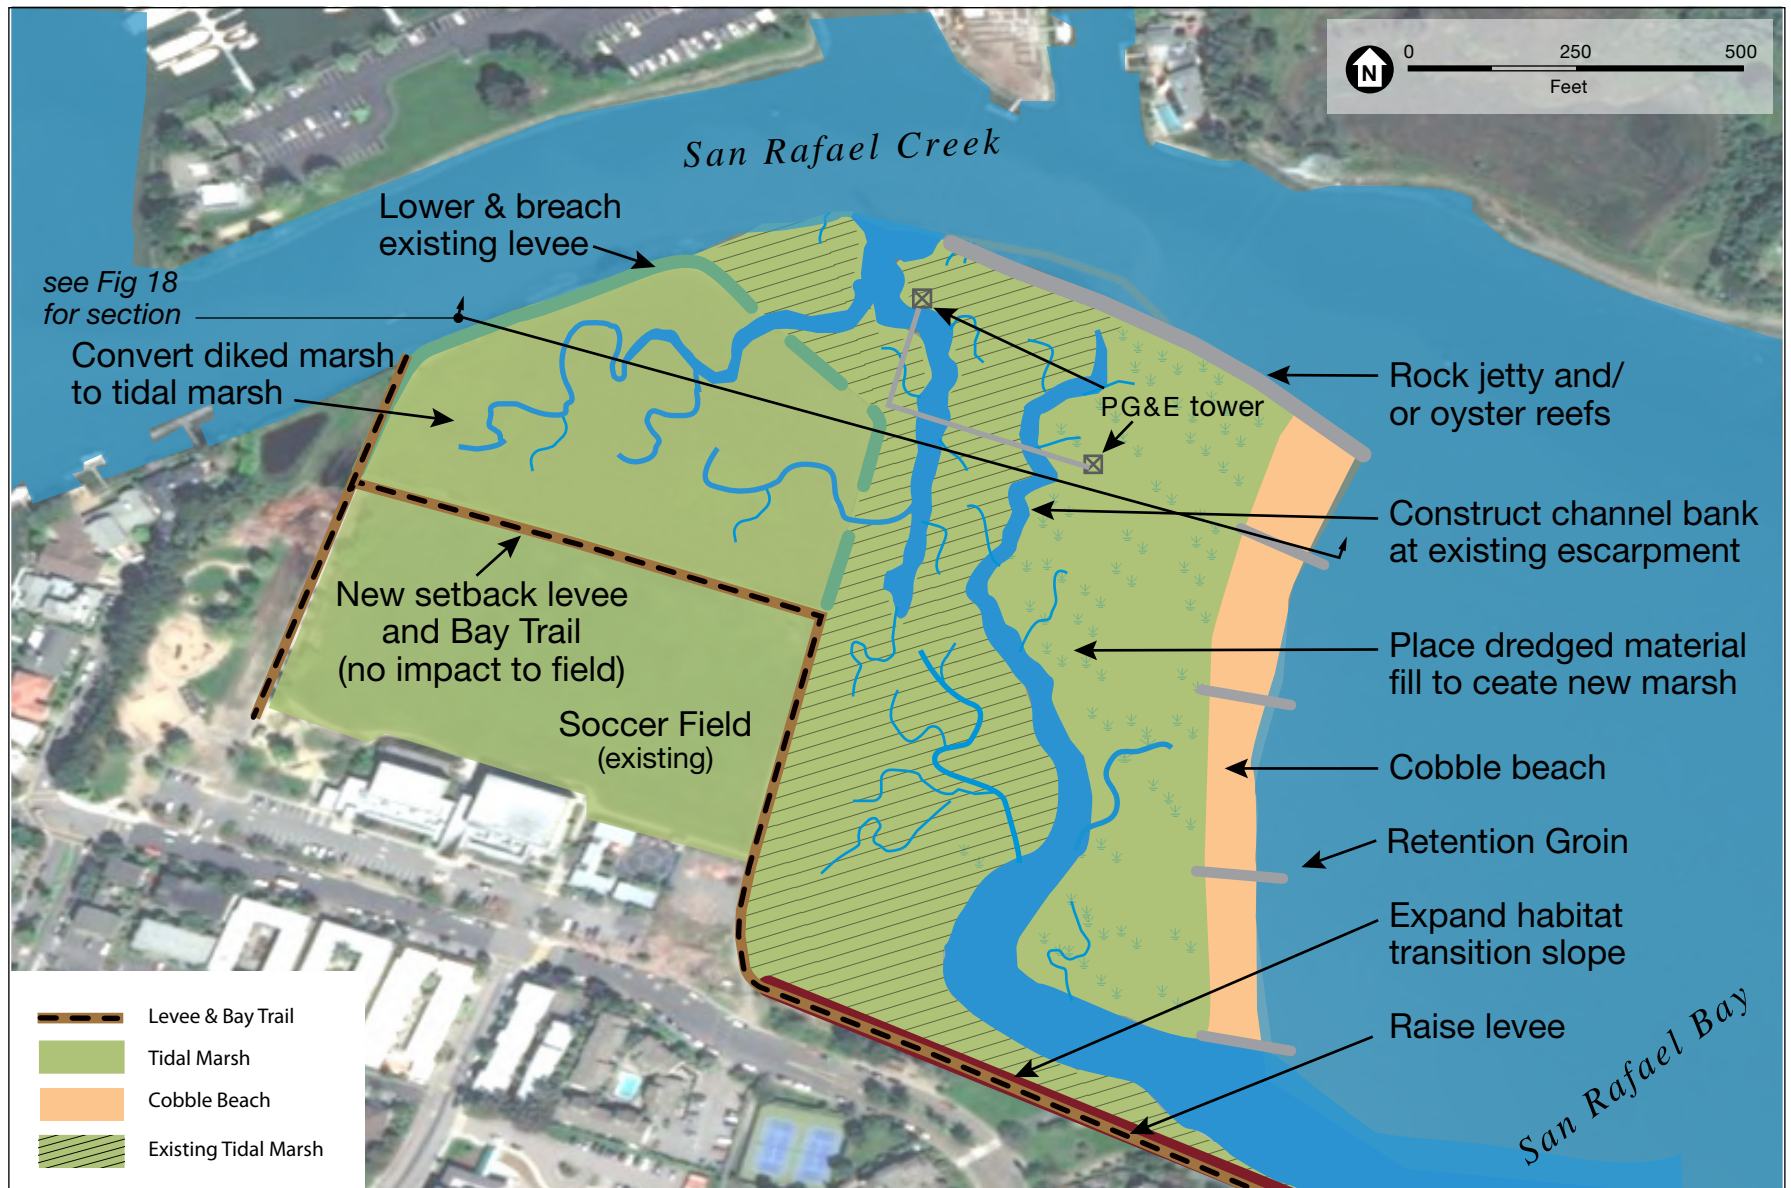 N
0 250 500
Feet
San Rafael Creek
Lower & breach
existing levee
see Fig 18
for section
Convert diked marsh
to tidal marsh
PG&E tower
Rock jetty and/
or oyster reefs
Construct channel bank
at existing escarpment
New setback levee
and Bay Trail
(no impact to field)
Soccer Field
(existing)
Place dredged material
fill to ceate new marsh
Cobble beach
Retention Groin
Expand habitat
transition slope
Raise levee
San Rafael Bay
Levee & Bay Trail
Tidal Marsh
Cobble Beach
Existing Tidal Marsh